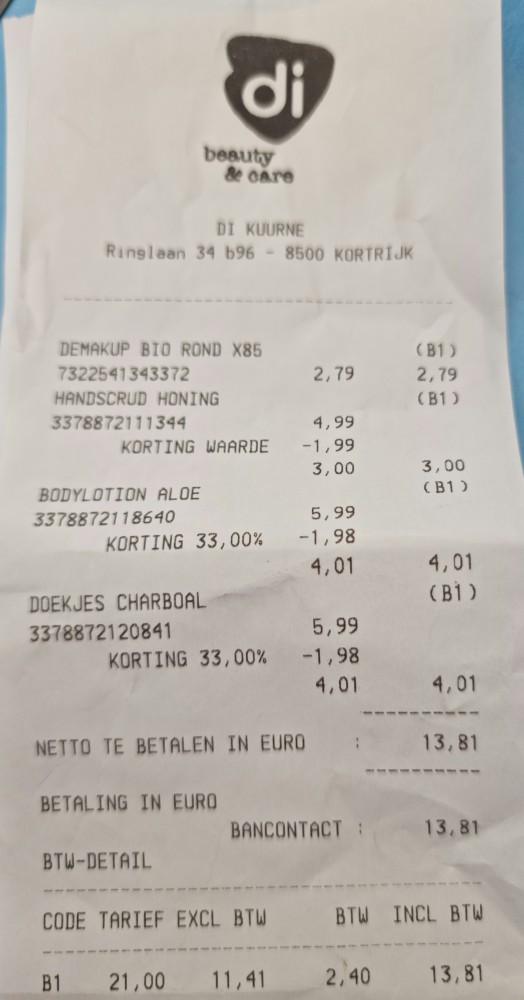 di
beauty
& care
DI KUURNE
Ringlaan 34 b96 - 8500 KORTRIJK
DEMAKUP BIO ROND X85 (B1)
7322541343372 2,79 2,79
HANDSCRUD HONING (B1)
3378872111344 4,99
KORTING WAARDE -1,99
3,00 3,00
BODYLOTION ALOE (B1)
3378872118640 5,99
KORTING 33,00% -1,98
4,01 4,01
DOEKJES CHARBOAL (B1)
3378872120841 5,99
KORTING 33,00% -1,98
4,01 4,01
NETTO TE BETALEN IN EURO : 13,81
BETALING IN EURO
BANCONTACT : 13,81
BTW-DETAIL
CODE TARIEF EXCL BTW BTW INCL BTW
B1 21,00 11,41 2,40 13,81